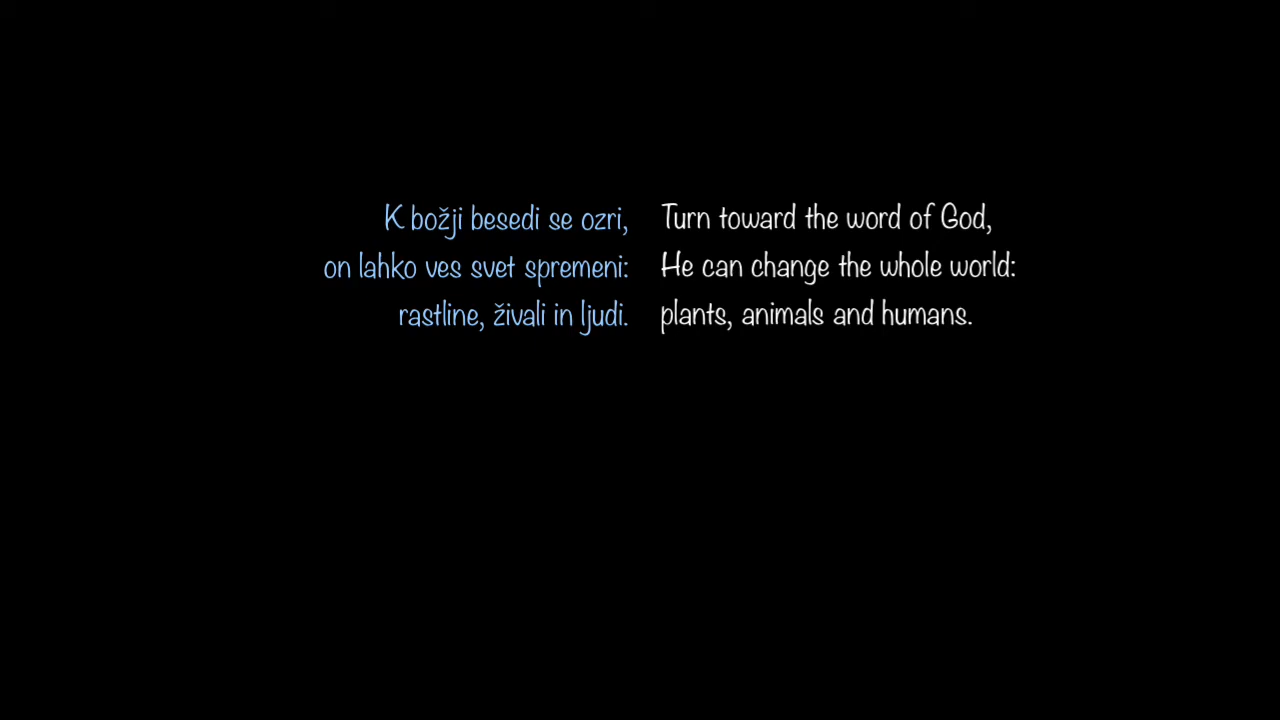 K božji besedi se ozri,
on lahko ves svet spremeni:
rastline, živali in ljudi.
Turn toward the word of God,
He can change the whole world:
plants, animals and humans.